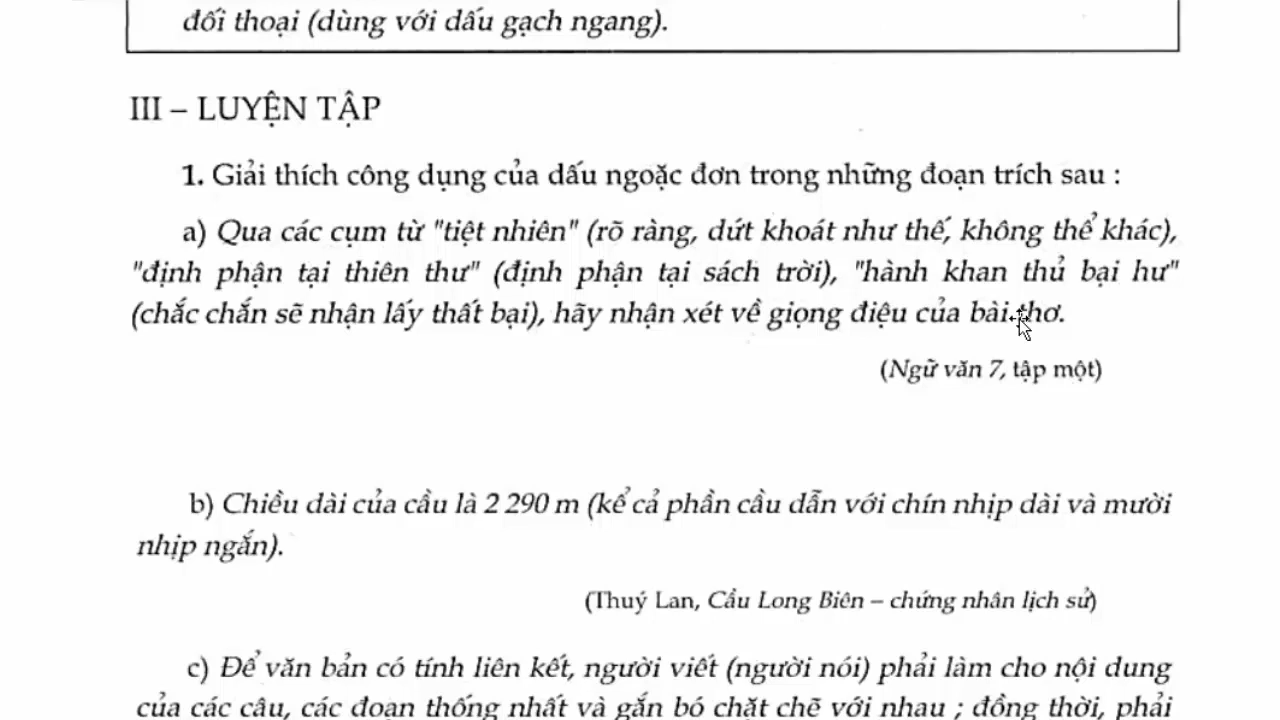 đối thoại (dùng với dấu gạch ngang).
III – LUYỆN TẬP
1. Giải thích công dụng của dấu ngoặc đơn trong những đoạn trích sau :
a) Qua các cụm từ "tiệt nhiên" (rõ ràng, dứt khoát như thế, không thể khác),
"định phận tại thiên thư" (định phận tại sách trời), "hành khan thủ bại hư"
(chắc chắn sẽ nhận lấy thất bại), hãy nhận xét về giọng điệu của bài thơ.
(Ngữ văn 7, tập một)
b) Chiều dài của cầu là 2 290 m (kể cả phần cầu dẫn với chín nhịp dài và mười
nhịp ngắn).
(Thuý Lan, Cầu Long Biên – chứng nhân lịch sử)
c) Để văn bản có tính liên kết, người viết (người nói) phải làm cho nội dung
của các câu, các đoạn thống nhất và gắn bó chặt chẽ với nhau ; đồng thời, phải